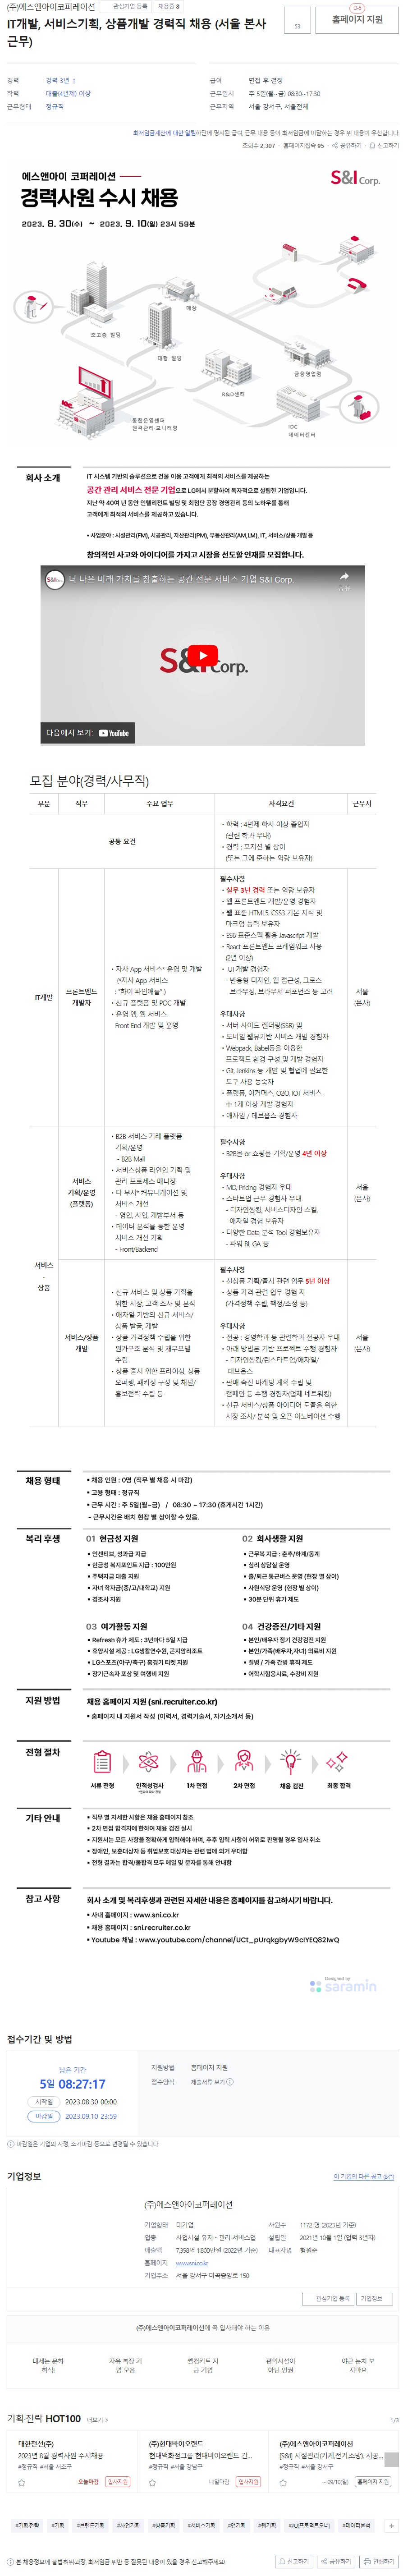 (주)에스앤아이코퍼레이션 관심기업 등록 채용중 8
IT개발, 서비스기획, 상품개발 경력직 채용 (서울 본사 근무)
53
D-5
홈페이지 지원
경력 경력 3년 ↑
학력 대졸(4년제) 이상
근무형태 정규직
급여 면접 후 결정
근무일시 주 5일(월~금) 08:30~17:30
근무지역 서울 강서구, 서울전체
최저임금계산에 대한 알림 하단에 명시된 급여, 근무 내용 등이 최저임금에 미달하는 경우 위 내용이 우선합니다.
조회수 2,307 · 홈페이지접속 95 · 공유하기 · 신고하기
에스앤아이 코퍼레이션
경력사원 수시 채용
S&I Corp.
2023. 8. 30(수) ~ 2023. 9. 10(일) 23시 59분
초고층 빌딩
매장
대형 빌딩
금융영업점
R&D센터
통합운영센터
원격관리·모니터링
IDC
데이터센터
회사 소개
IT 시스템 기반의 솔루션으로 건물 이용 고객에게 최적의 서비스를 제공하는
공간 관리 서비스 전문 기업으로 LG에서 분할하여 독자적으로 설립한 기업입니다.
지난 약 40여 년 동안 인텔리전트 빌딩 및 최첨단 공장 경영관리 등의 노하우를 통해
고객에게 최적의 서비스를 제공하고 있습니다.
• 사업분야 : 시설관리(FM), 시공관리, 자산관리(PM), 부동산관리(AM,LM), IT, 서비스/상품 개발 등
창의적인 사고와 아이디어를 가지고 시장을 선도할 인재를 모집합니다.
S&I Corp. 더 나은 미래 가치를 창출하는 공간 전문 서비스 기업 S&I Corp.
공유
S&I Corp.
다음에서 보기: YouTube
모집 분야(경력/사무직)
부문 직무 주요 업무 자격요건 근무지
공통 요건
• 학력 : 4년제 학사 이상 졸업자
(관련 학과 우대)
• 경력 : 포지션 별 상이
(또는 그에 준하는 역량 보유자)
IT개발
프론트엔드
개발자
• 자사 App 서비스* 운영 및 개발
(*자사 App 서비스
: "하이 파인애플" )
• 신규 플랫폼 및 POC 개발
• 운영 앱, 웹 서비스
Front-End 개발 및 운영
필수사항
• 실무 3년 경력 또는 역량 보유자
• 웹 프론트엔드 개발/운영 경험자
• 웹 표준 HTML5, CSS3 기본 지식 및
마크업 능력 보유자
• ES6 표준스펙 활용 Javascript 개발
• React 프론트엔드 프레임워크 사용
(2년 이상)
• UI 개발 경험자
- 반응형 디자인, 웹 접근성, 크로스
브라우징, 브라우저 퍼포먼스 등 고려
우대사항
• 서버 사이드 렌더링(SSR) 및
• 모바일 웹뷰기반 서비스 개발 경험자
• Webpack, Babel등을 이용한
프로젝트 환경 구성 및 개발 경험자
• Git, Jenkins 등 개발 및 협업에 필요한
도구 사용 능숙자
• 플랫폼, 이커머스, O2O, IOT 서비스
中 1개 이상 개발 경험자
• 애자일 / 데브옵스 경험자
서울
(본사)
서비스
·
상품
서비스
기획/운영
(플랫폼)
• B2B 서비스 거래 플랫폼
기획/운영
- B2B Mall
• 서비스상품 라인업 기획 및
관리 프로세스 매니징
• 타 부서* 커뮤니케이션 및
서비스 개선
- 영업, 사업, 개발부서 등
• 데이터 분석을 통한 운영
서비스 개선 기획
- Front/Backend
필수사항
• B2B몰 or 쇼핑몰 기획/운영 4년 이상
우대사항
• MD, Pricing 경험자 우대
• 스타트업 근무 경험자 우대
- 디자인씽킹, 서비스디자인 스킬,
애자일 경험 보유자
• 다양한 Data 분석 Tool 경험보유자
- 파워 BI, GA 등
서울
(본사)
서비스/상품
개발
• 신규 서비스 및 상품 기획을
위한 시장, 고객 조사 및 분석
• 애자일 기반의 신규 서비스/
상품 발굴, 개발
• 상품 가격정책 수립을 위한
원가구조 분석 및 재무모델
수립
• 상품 출시 위한 프라이싱, 상품
오퍼링, 패키징 구성 및 채널/
홍보전략 수립 등
필수사항
• 신상품 기획/출시 관련 업무 5년 이상
• 상품 가격 관련 업무 경험 자
(가격정책 수립, 책정/조정 등)
우대사항
• 전공 : 경영학과 등 관련학과 전공자 우대
• 아래 방법론 기반 프로젝트 수행 경험자
- 디자인씽킹/린스타트업/애자일/
데브옵스
• 판매 촉진 마케팅 계획 수립 및
캠페인 등 수행 경험자(업체 네트워킹)
• 신규 서비스/상품 아이디어 도출을 위한
시장 조사/ 분석 및 오픈 이노베이션 수행
서울
(본사)
채용 형태
• 채용 인원 : 0명 (직무 별 채용 시 마감)
• 고용 형태 : 정규직
• 근무 시간 : 주 5일(월~금) / 08:30 ~ 17:30 (휴게시간 1시간)
- 근무시간은 배치 현장 별 상이할 수 있음.
복리 후생
01 현금성 지원
• 인센티브, 성과급 지급
• 현금성 복지포인트 지급 : 100만원
• 주택자금 대출 지원
• 자녀 학자금(중/고/대학교) 지원
• 경조사 지원
02 회사생활 지원
• 근무복 지급 : 춘추/하계/동계
• 심리 상담실 운영
• 출/퇴근 통근버스 운영 (현장 별 상이)
• 사원식당 운영 (현장 별 상이)
• 30분 단위 휴가 제도
03 여가활동 지원
• Refresh 휴가 제도 : 3년마다 5일 지급
• 휴양시설 제공 : LG생활연수원, 곤지암리조트
• LG스포츠(야구/축구) 홈경기 티켓 지원
• 장기근속자 포상 및 여행비 지원
04 건강증진/기타 지원
• 본인/배우자 정기 건강검진 지원
• 본인/가족(배우자,자녀) 의료비 지원
• 질병 / 가족 간병 휴직 제도
• 어학시험응시료, 수강비 지원
지원 방법
채용 홈페이지 지원 (sni.recruiter.co.kr)
• 홈페이지 내 지원서 작성 (이력서, 경력기술서, 자기소개서 등)
전형 절차
서류 전형
인적성검사
1차 면접
2차 면접
채용 검진
최종 합격
기타 안내
• 직무 별 자세한 사항은 채용 홈페이지 참조
• 2차 면접 합격자에 한하여 채용 검진 실시
• 지원서는 모든 사항을 정확하게 입력해야 하며, 추후 입력 사항이 허위로 판명될 경우 입사 취소
• 장애인, 보훈대상자 등 취업보호 대상자는 관련 법에 의거 우대함
• 전형 결과는 합격/불합격 모두 메일 및 문자를 통해 안내함
참고 사항
회사 소개 및 복리후생과 관련된 자세한 내용은 홈페이지를 참고하시기 바랍니다.
• 사내 홈페이지 : www.sni.co.kr
• 채용 홈페이지 : sni.recruiter.co.kr
• Youtube 채널 : www.youtube.com/channel/UCt_pUrqkgbyW9cIYEQ82IwQ
Designed by
saramin
접수기간 및 방법
남은 기간
5일 08:27:17
시작일 2023.08.30 00:00
마감일 2023.09.10 23:59
지원방법 홈페이지 지원
접수양식 제출서류 보기
마감일은 기업의 사정, 조기마감 등으로 변경될 수 있습니다.
기업정보
이 기업의 다른 공고 (8건)
(주)에스앤아이코퍼레이션
기업형태 대기업
업종 사업시설 유지·관리 서비스업
매출액 7,358억 1,800만원 (2022년 기준)
홈페이지 www.sni.co.kr
기업주소 서울 강서구 마곡중앙로 150
사원수 1172 명 (2023년 기준)
설립일 2021년 10월 1일 (업력 3년차)
대표자명 형원준
관심기업 등록 기업정보
(주)에스앤아이코퍼레이션에 꼭 입사해야 하는 이유
대세는 문화회식!
자유 복장 기업 모음
웰컴키트 지급 기업
편의시설이 아닌 인권
야근 눈치 보지마요
기획·전략 HOT100 더보기 >
1/3
대한전선(주)
2023년 8월 경력사원 수시채용
#정규직 #서울 서초구
오늘마감 입사지원
(주)현대바이오랜드
현대백화점그룹 현대바이오랜드 건...
#정규직 #서울 강남구
내일마감 입사지원
(주)에스앤아이코퍼레이션
[S&I] 시설관리(기계,전기,소방), 시공...
#정규직 #서울 강서구
~ 09/10(일) 홈페이지 지원
#기획·전략 #기획 #브랜드기획 #사업기획 #상품기획 #서비스기획 #앱기획 #웹기획 #PO(프로덕트오너) #데이터분석
본 채용정보에 불법/허위/과장, 최저임금 위반 등 잘못된 내용이 있을 경우 신고해주세요!
신고하기 공유하기 인쇄하기